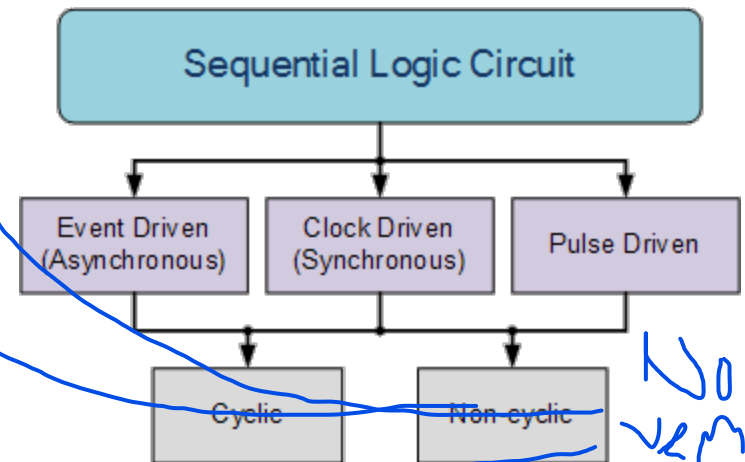 Sequential Logic Circuit
Event Driven
(Asynchronous)
Clock Driven
(Synchronous)
Pulse Driven
Cyclic
Non-cyclic
No